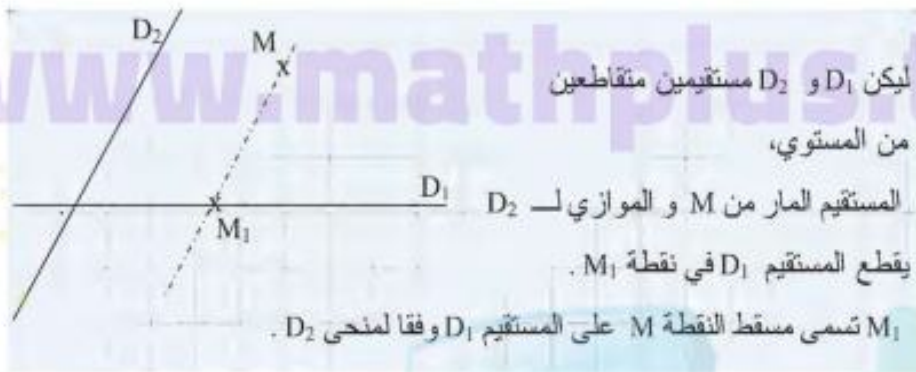 www.mathplus.t
D₂
M
ليكن D₁ و D₂ مستقيمين متقاطعين
من المستوي،
D₁
المستقيم المار من M و الموازي لـ D₂
M₁
يقطع المستقيم D₁ في نقطة M₁ .
M₁ تسمى مسقط النقطة M على المستقيم D₁ وفقا لمنحى D₂ .